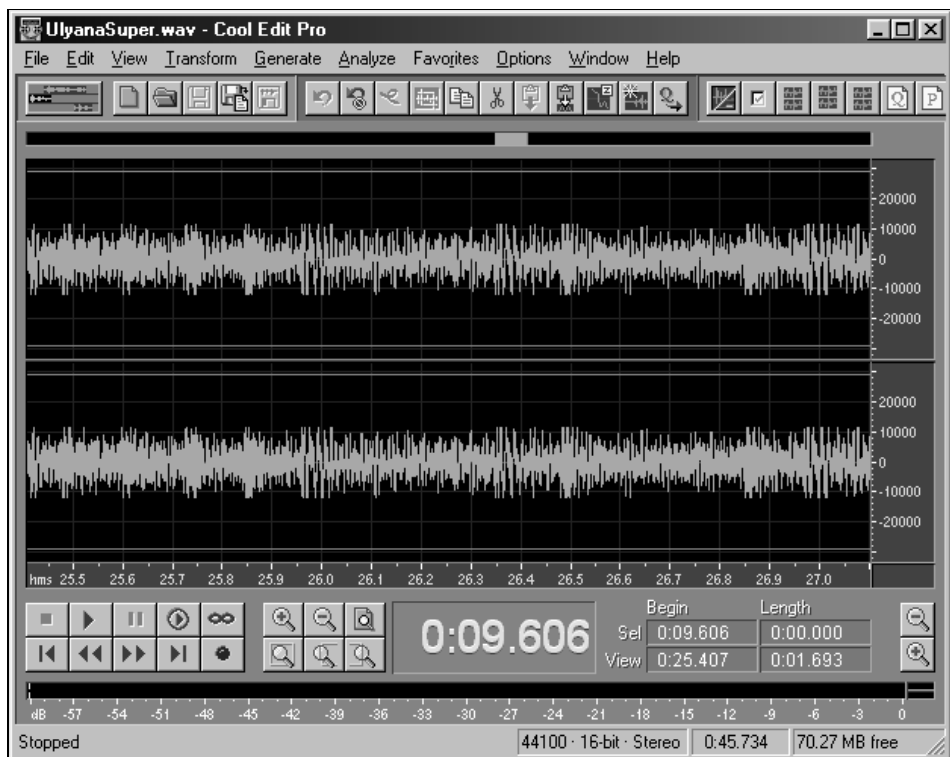 UlyanaSuper.wav - Cool Edit Pro
File Edit View Transform Generate Analyze Favorites Options Window Help
Q P
20000
10000
0
-10000
-20000
20000
10000
0
-10000
-20000
hms 25.5 25.6 25.7 25.8 25.9 26.0 26.1 26.2 26.3 26.4 26.5 26.6 26.7 26.8 26.9 27.0
0:09.606
Begin Length
Sel 0:09.606 0:00.000
View 0:25.407 0:01.693
dB -57 -54 -51 -48 -45 -42 -39 -36 -33 -30 -27 -24 -21 -18 -15 -12 -9 -6 -3 0
Stopped 44100 · 16-bit · Stereo 0:45.734 70.27 MB free